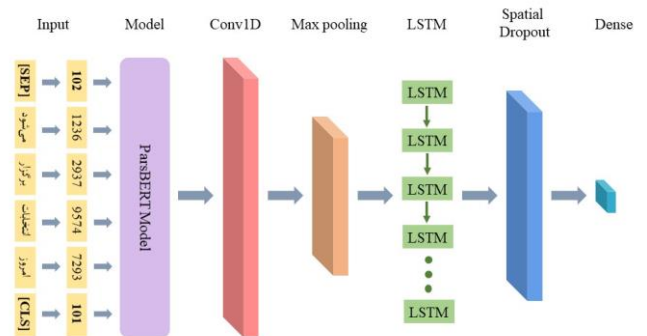 Input
Model
Conv1D
Max pooling
LSTM
Spatial
Dropout
Dense
[SEP]
102
می‌شود
1236
برگزار
2937
انتخابات
9574
امروز
7293
[CLS]
101
ParsBERT Model
LSTM
LSTM
LSTM
LSTM
LSTM